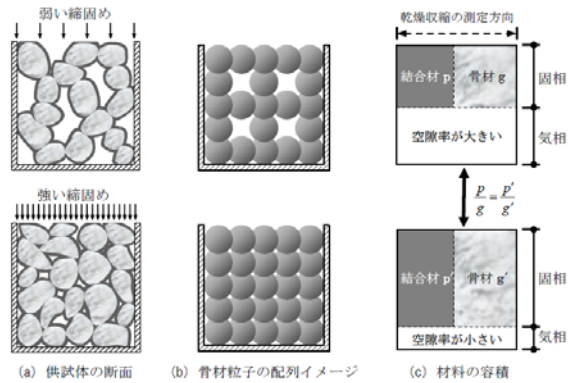 弱い締固め
乾燥収縮の測定方向
結合材 p
骨材 g
固相
空隙率が大きい
気相
強い締固め
p/g = p′/g′
結合材 p′
骨材 g′
固相
空隙率が小さい
気相
(a) 供試体の断面
(b) 骨材粒子の配列イメージ
(c) 材料の容積